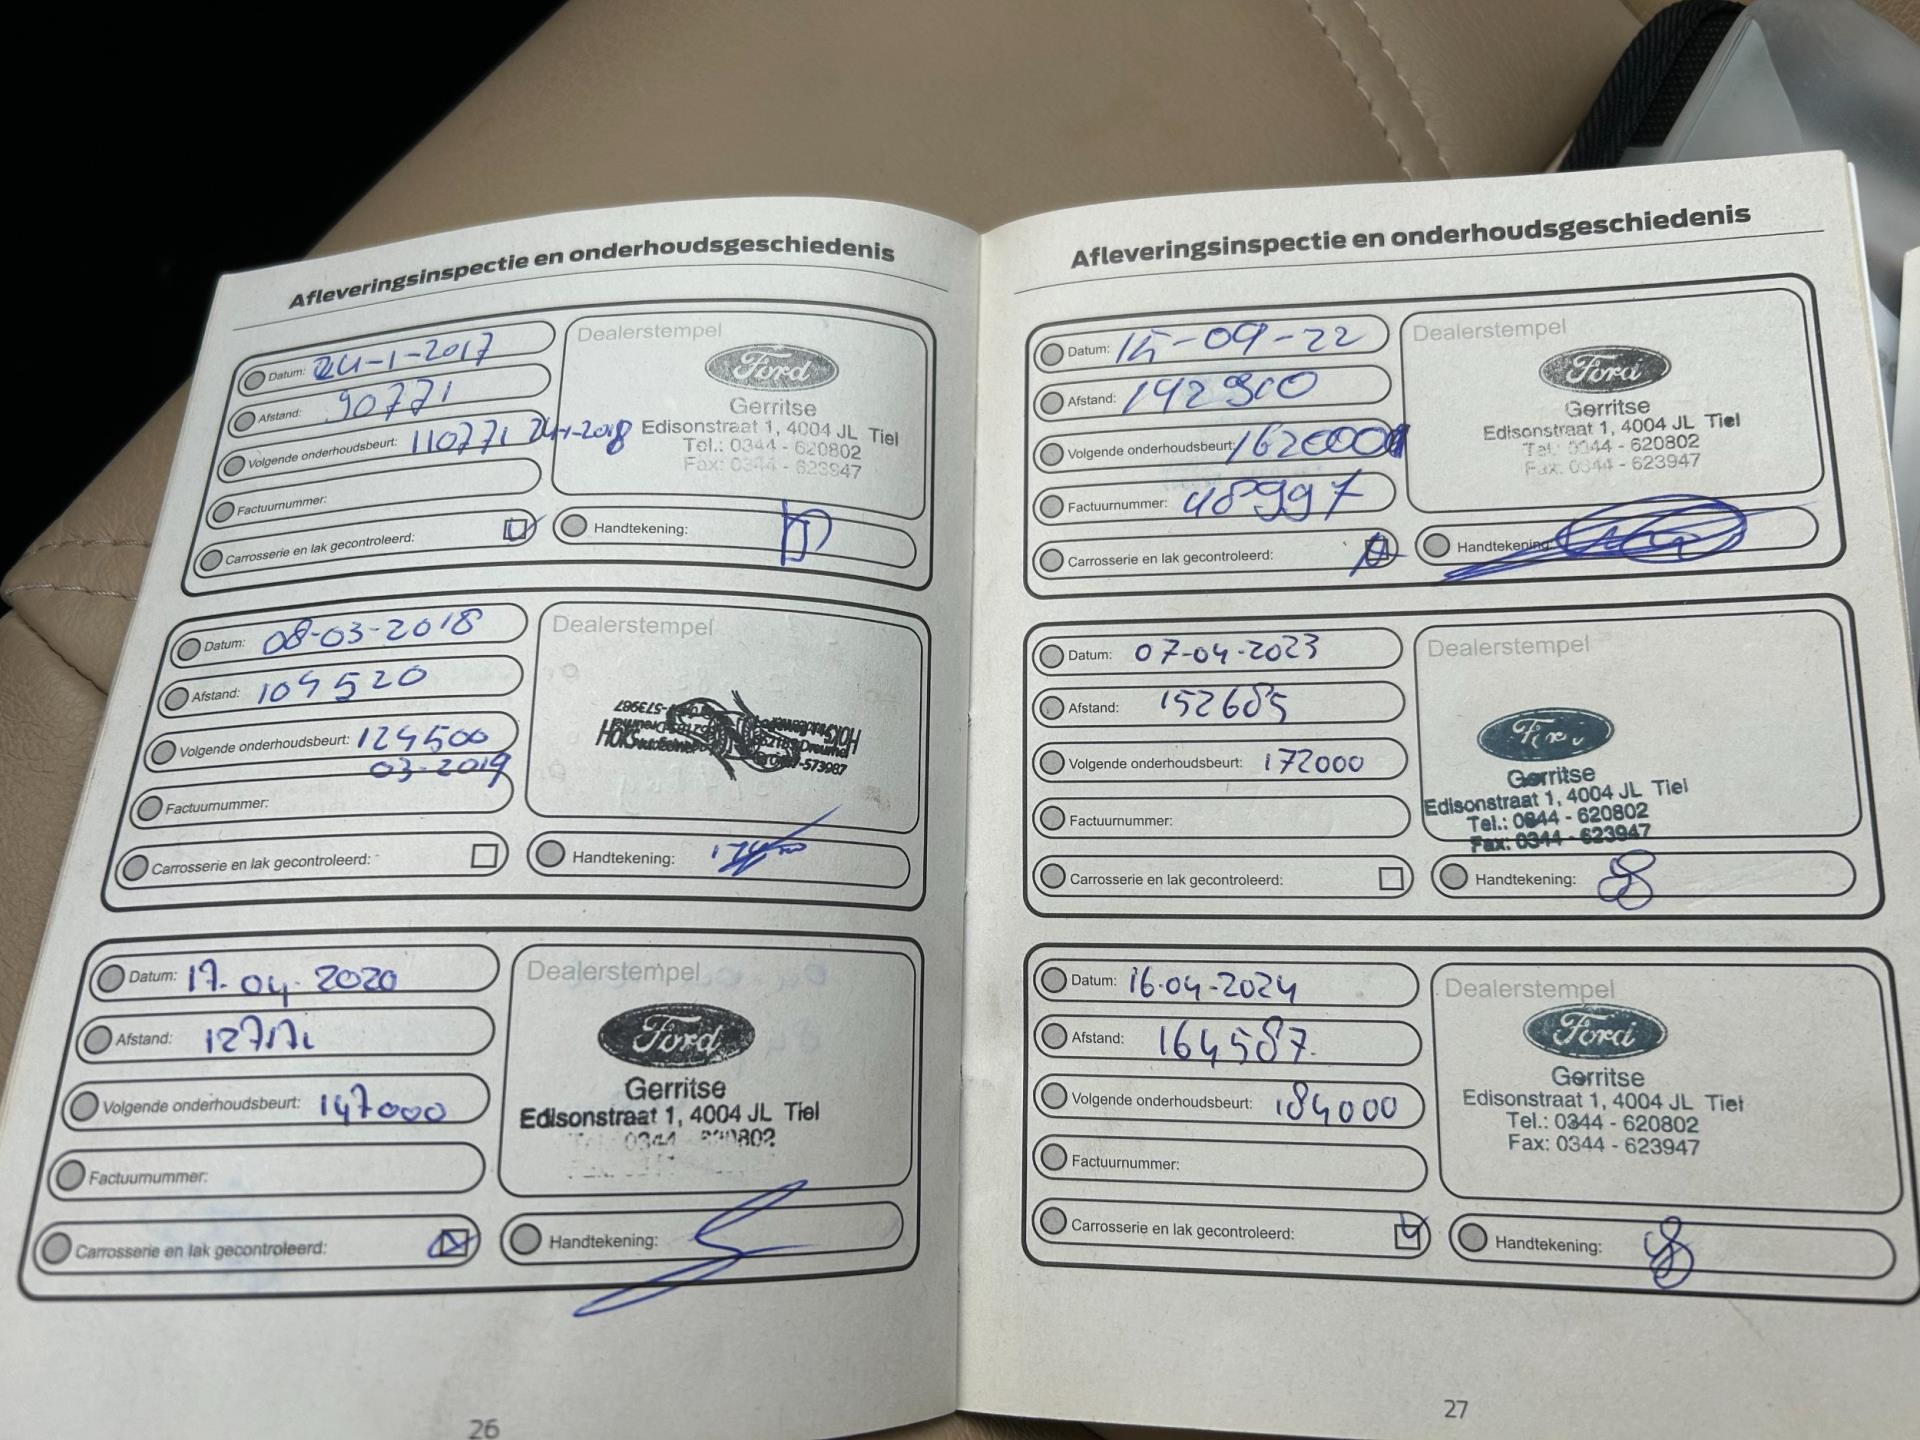 Afleveringsinspectie en onderhoudsgeschiedenis
Datum: 24-1-2017
Afstand: 90771
Volgende onderhoudsbeurt: 110771 24-1-2018
Factuurnummer:
Carrosserie en lak gecontroleerd:
Dealerstempel
Ford
Gerritse
Edisonstraat 1, 4004 JL Tiel
Tel.: 0344 - 620802
Fax: 0344 - 623947
Handtekening:
Datum: 08-03-2018
Afstand: 104520
Volgende onderhoudsbeurt: 124500
03-2019
Factuurnummer:
Carrosserie en lak gecontroleerd:
Dealerstempel
Handtekening:
Datum: 17-04-2020
Afstand:
Volgende onderhoudsbeurt: 147000
Factuurnummer:
Carrosserie en lak gecontroleerd:
Dealerstempel
Ford
Gerritse
Edisonstraat 1, 4004 JL Tiel
0344 - 620802
Handtekening:
26
Afleveringsinspectie en onderhoudsgeschiedenis
Datum: 15-09-22
Afstand: 142910
Volgende onderhoudsbeurt:
Factuurnummer: 48997
Carrosserie en lak gecontroleerd:
Dealerstempel
Ford
Gerritse
Edisonstraat 1, 4004 JL Tiel
Tel.: 0344 - 620802
Fax: 0344 - 623947
Handtekening:
Datum: 07-04-2023
Afstand: 152685
Volgende onderhoudsbeurt: 172000
Factuurnummer:
Carrosserie en lak gecontroleerd:
Dealerstempel
Ford
Gerritse
Edisonstraat 1, 4004 JL Tiel
Tel.: 0344 - 620802
Fax: 0344 - 623947
Handtekening:
Datum: 16-04-2024
Afstand: 164587
Volgende onderhoudsbeurt: 184000
Factuurnummer:
Carrosserie en lak gecontroleerd:
Dealerstempel
Ford
Gerritse
Edisonstraat 1, 4004 JL Tiel
Tel.: 0344 - 620802
Fax: 0344 - 623947
Handtekening:
27